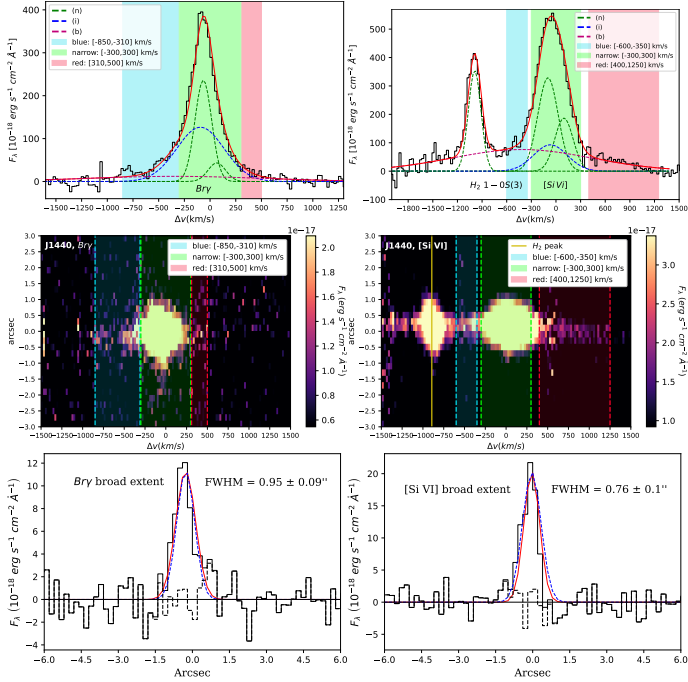 400
300
200
100
0
F_λ [10⁻¹⁸ erg s⁻¹ cm⁻² Å⁻¹]
(n)
(i)
(b)
blue: [-850,-310] km/s
narrow: [-300,300] km/s
red: [310,500] km/s
Brγ
−1500 −1000 −500 0 500 1000
Δv(km/s)
500
400
300
200
100
0
F_λ [10⁻¹⁸ erg s⁻¹ cm⁻² Å⁻¹]
(n)
(i)
(b)
blue: [-600,-350] km/s
narrow: [-300,300] km/s
red: [400,1250] km/s
H₂ 1 − 0S(3)
[Si VI]
−1800 −1200 −600 0 300 600 900 1500
Δv(km/s)
J1440, Brγ
blue: [-850,-310] km/s
narrow: [-300,300] km/s
red: [310,500] km/s
3.0
2.5
2.0
1.5
1.0
0.5
0.0
−0.5
−1.0
−1.5
−2.0
−2.5
−3.0
arcsec
−1500 −1250 −1000 −750 −500 −250 0 250 500 750 1000 1250 1500
Δv(km/s)
1e−17
2.0
1.8
1.6
1.4
1.2
1.0
0.8
0.6
F_λ (erg s⁻¹ cm⁻² Å⁻¹)
J1440, [Si VI]
H₂ peak
blue: [-600,-350] km/s
narrow: [-300,300] km/s
red: [400,1250] km/s
3.0
2.5
2.0
1.5
1.0
0.5
0.0
−0.5
−1.0
−1.5
−2.0
−2.5
−3.0
arcsec
−1500 −1250 −1000 −750 −500 −250 0 250 500 750 1000 1250 1500
Δv(km/s)
1e−17
3.0
2.5
2.0
1.5
1.0
F_λ (erg s⁻¹ cm⁻² Å⁻¹)
Brγ broad extent
FWHM = 0.95 ± 0.09''
12
10
8
6
4
2
0
−2
−4
F_λ (10⁻¹⁸ erg s⁻¹ cm⁻² Å⁻¹)
−6.0 −4.5 −3.0 −1.5 0.0 1.5 3.0 4.5 6.0
Arcsec
[Si VI] broad extent
FWHM = 0.76 ± 0.1''
20
15
10
5
0
−5
F_λ (10⁻¹⁸ erg s⁻¹ cm⁻² Å⁻¹)
−6.0 −4.5 −3.0 −1.5 0.0 1.5 3.0 4.5 6.0
Arcsec